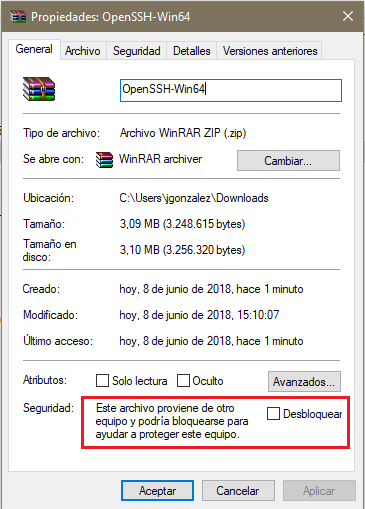 Propiedades: OpenSSH-Win64
General Archivo Seguridad Detalles Versiones anteriores
OpenSSH-Win64
Tipo de archivo: Archivo WinRAR ZIP (.zip)
Se abre con: WinRAR archiver Cambiar...
Ubicación: C:\Users\jgonzalez\Downloads
Tamaño: 3,09 MB (3.248.615 bytes)
Tamaño en
disco: 3,10 MB (3.256.320 bytes)
Creado: hoy, 8 de junio de 2018, hace 1 minuto
Modificado: hoy, 8 de junio de 2018, 15:10:07
Último acceso: hoy, 8 de junio de 2018, hace 1 minuto
Atributos: Solo lectura Oculto Avanzados...
Seguridad: Este archivo proviene de otro
equipo y podría bloquearse para Desbloquear
ayudar a proteger este equipo.
Aceptar Cancelar Aplicar